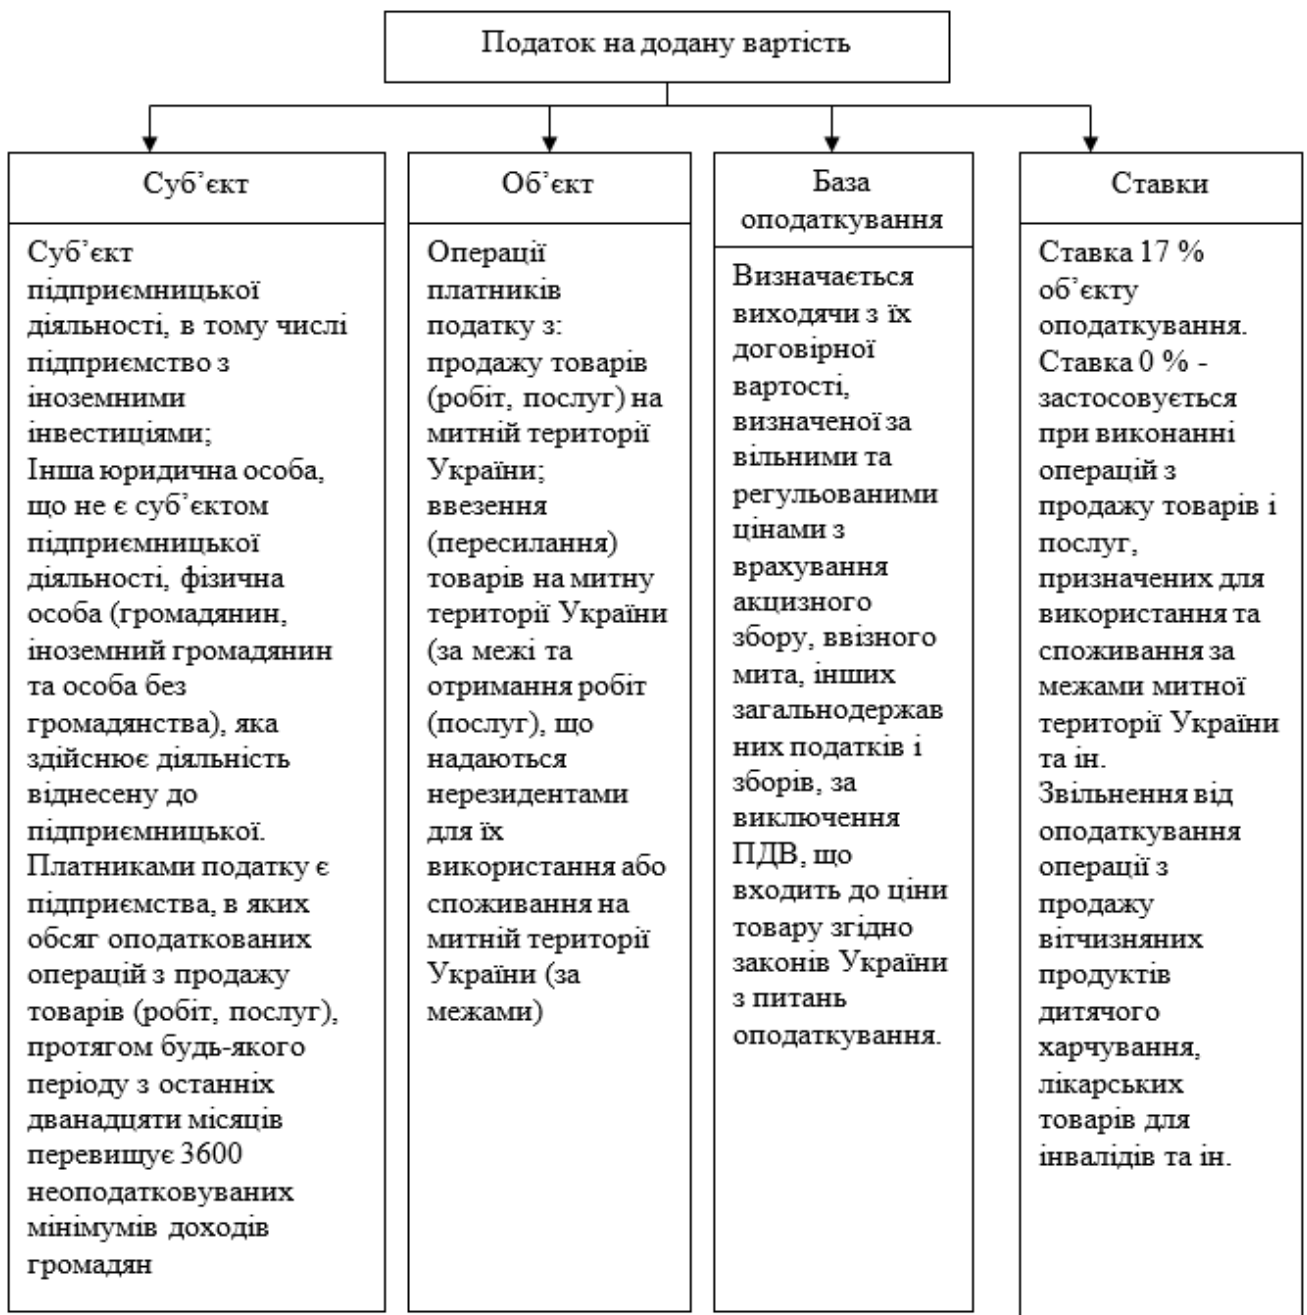 Податок на додану вартість
Суб’єкт
Суб’єкт
підприємницької
діяльності, в тому числі
підприємство з
іноземними
інвестиціями;
Інша юридична особа,
що не є суб’єктом
підприємницької
діяльності, фізична
особа (громадянин,
іноземний громадянин
та особа без
громадянства), яка
здійснює діяльність
віднесену до
підприємницької.
Платниками податку є
підприємства, в яких
обсяг оподаткованих
операцій з продажу
товарів (робіт, послуг),
протягом будь-якого
періоду з останніх
дванадцяти місяців
перевищує 3600
неоподатковуваних
мінімумів доходів
громадян
Об’єкт
Операції
платників
податку з:
продажу товарів
(робіт, послуг) на
митній території
України;
ввезення
(пересилання)
товарів на митну
території України
(за межі та
отримання робіт
(послуг), що
надаються
нерезидентами
для їх
використання або
споживання на
митній території
України (за
межами)
База
оподаткування
Визначається
виходячи з їх
договірної
вартості,
визначеної за
вільними та
регульованими
цінами з
врахування
акцизного
збору, ввізного
мита, інших
загальнодержав
них податків і
зборів, за
виключення
ПДВ, що
входить до ціни
товару згідно
законів України
з питань
оподаткування.
Ставки
Ставка 17 %
об’єкту
оподаткування.
Ставка 0 % -
застосовується
при виконанні
операцій з
продажу товарів і
послуг,
призначених для
використання та
споживання за
межами митної
території України
та ін.
Звільнення від
оподаткування
операції з
продажу
вітчизняних
продуктів
дитячого
харчування,
лікарських
товарів для
інвалідів та ін.